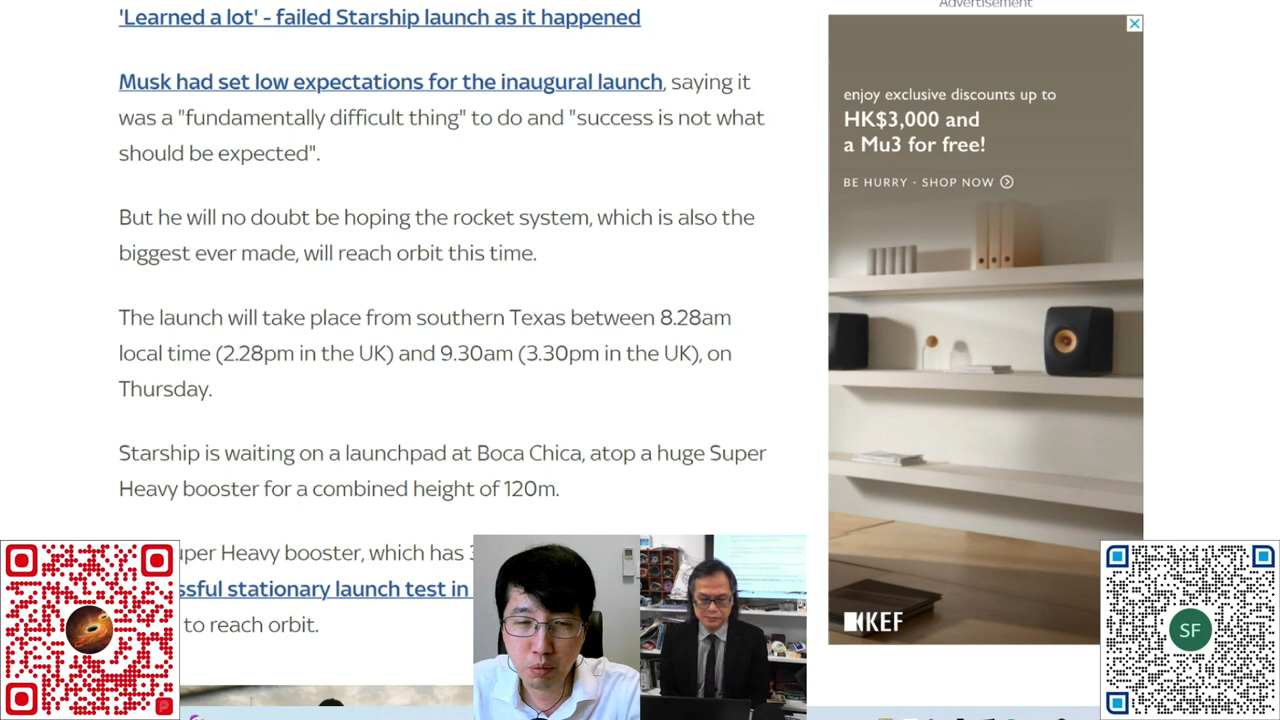 Advertisement
'Learned a lot' - failed Starship launch as it happened
Musk had set low expectations for the inaugural launch, saying it
was a "fundamentally difficult thing" to do and "success is not what
should be expected".
But he will no doubt be hoping the rocket system, which is also the
biggest ever made, will reach orbit this time.
The launch will take place from southern Texas between 8.28am
local time (2.28pm in the UK) and 9.30am (3.30pm in the UK), on
Thursday.
Starship is waiting on a launchpad at Boca Chica, atop a huge Super
Heavy booster for a combined height of 120m.
uper Heavy booster, which has 3
ssful stationary launch test in
to reach orbit.
enjoy exclusive discounts up to
HK$3,000 and
a Mu3 for free!
BE HURRY - SHOP NOW
KEF
SF